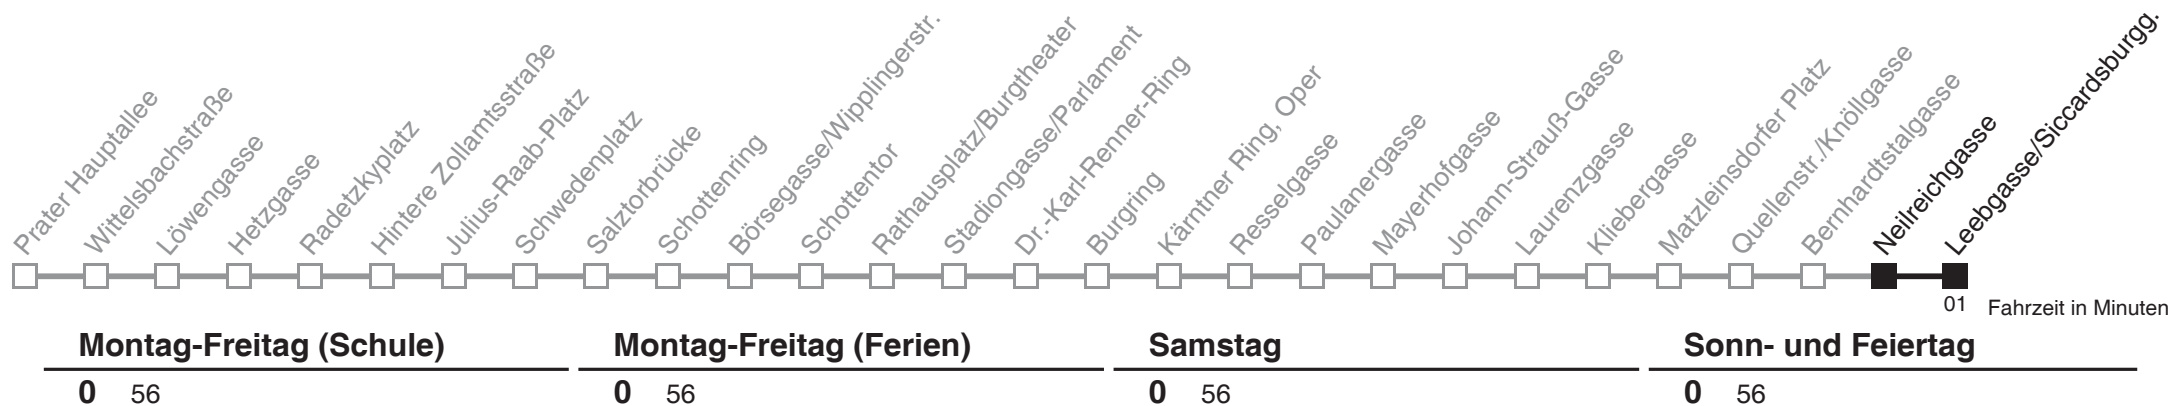 Prater Hauptallee
Wittelsbachstraße
Löwengasse
Hetzgasse
Radetzkyplatz
Hintere Zollamtsstraße
Julius-Raab-Platz
Schwedenplatz
Salztorbrücke
Schottenring
Börsegasse/Wipplingerstr.
Schottentor
Rathausplatz/Burgtheater
Stadiongasse/Parlament
Dr.-Karl-Renner-Ring
Burgring
Kärntner Ring, Oper
Resselgasse
Paulanergasse
Mayerhofgasse
Johann-Strauß-Gasse
Laurenzgasse
Kliebergasse
Matzleinsdorfer Platz
Quellenstr./Knöllgasse
Bernhardtstalgasse
Neilreichgasse
Leebgasse/Siccardsburgg.
01 Fahrzeit in Minuten
Montag-Freitag (Schule) Montag-Freitag (Ferien) Samstag Sonn- und Feiertag
0 56 0 56 0 56 0 56